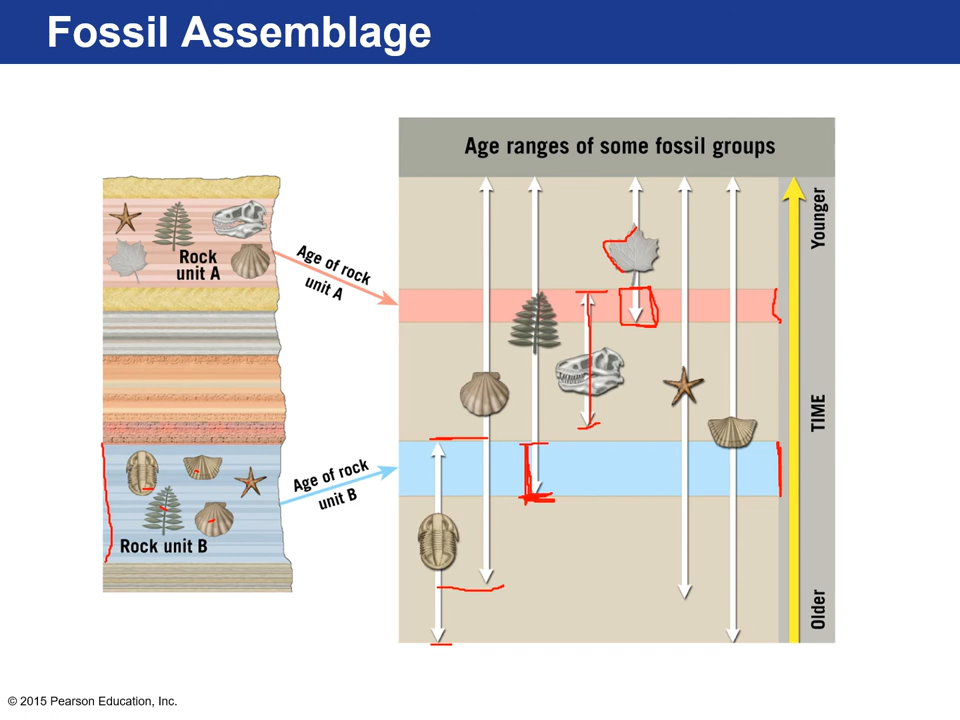 Fossil Assemblage
Age ranges of some fossil groups
Rock
unit A
Age of rock
unit A
Younger
TIME
Age of rock
unit B
Rock unit B
Older
© 2015 Pearson Education, Inc.